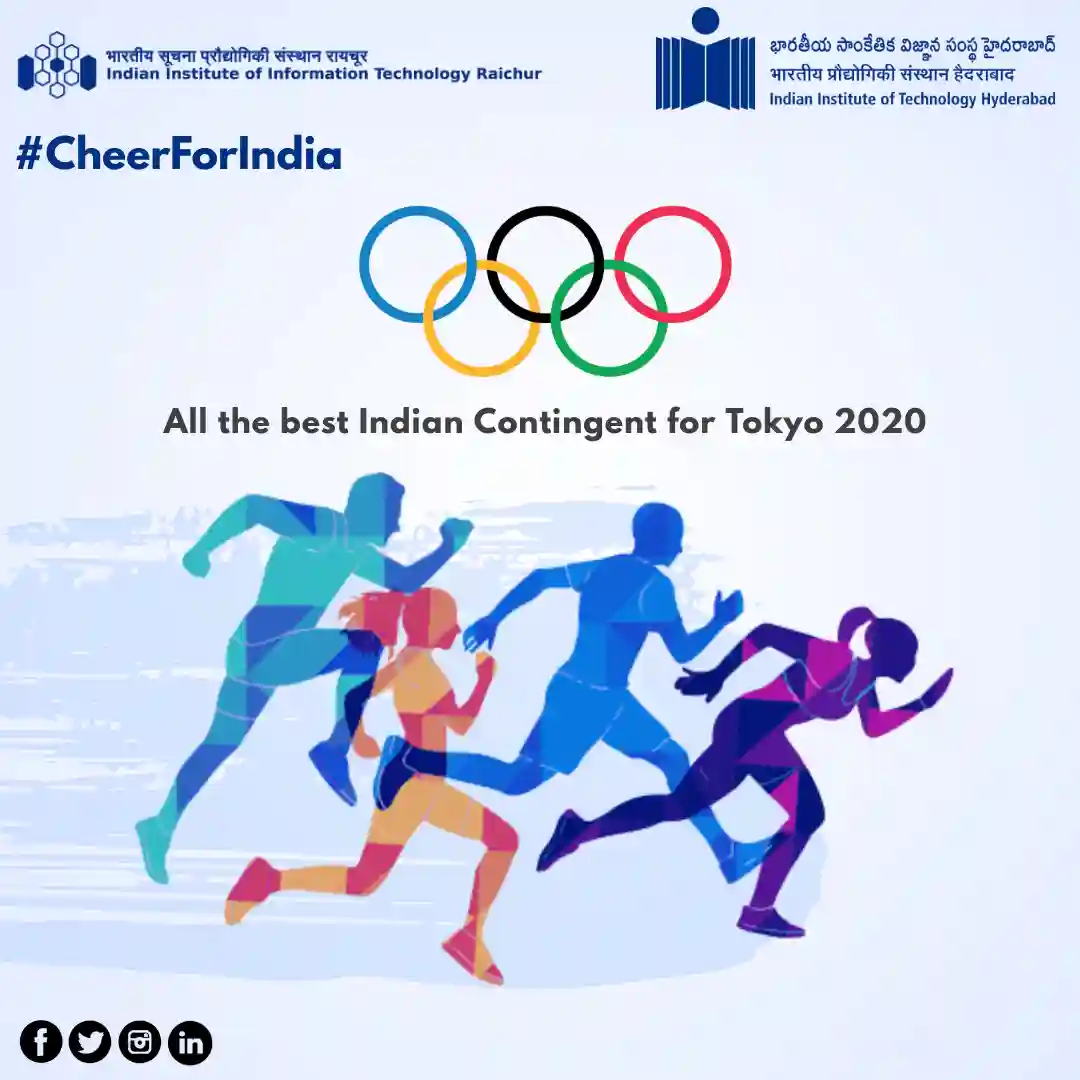 भारतीय सूचना प्रौद्योगिकी संस्थान रायचूर
Indian Institute of Information Technology Raichur
భారతీయ సాంకేతిక విజ్ఞాన సంస్థ హైదరాబాద్
भारतीय प्रौद्योगिकी संस्थान हैदराबाद
Indian Institute of Technology Hyderabad
#CheerForIndia
All the best Indian Contingent for Tokyo 2020